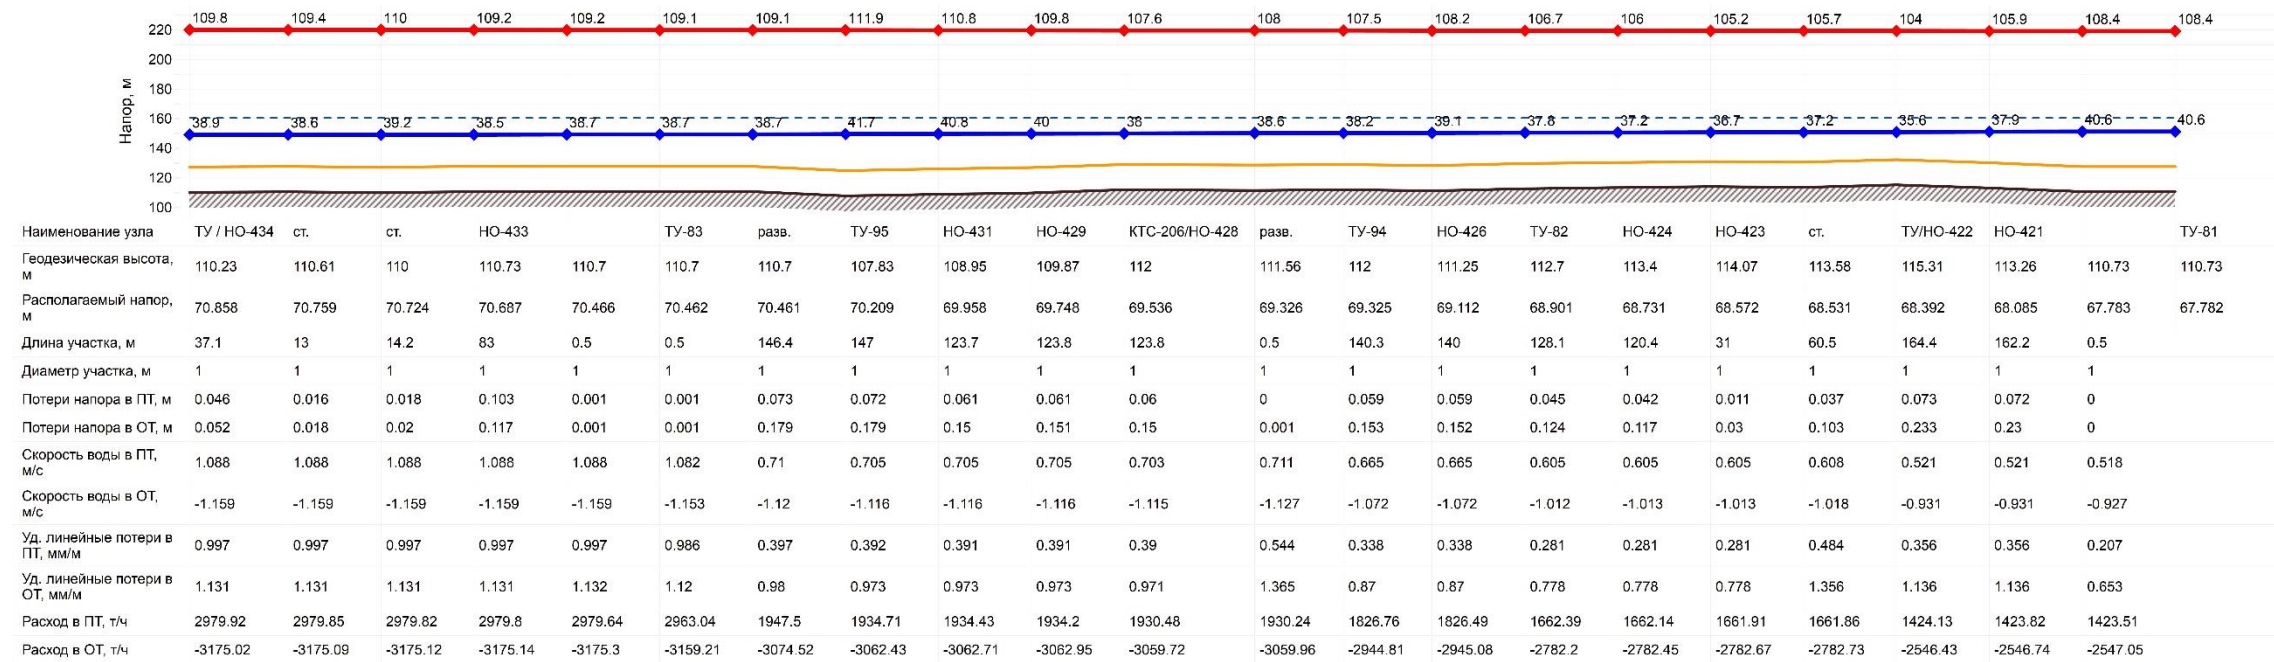 109.8 109.4 110 109.2 109.2 109.1 109.1 111.9 110.8 109.8 107.6 108 107.5 108.2 106.7 106 105.2 105.7 104 105.9 108.4 108.4
220
200
180
160
140
120
100
Напор, м
38.9 38.6 39.2 38.5 38.7 38.7 38.7 41.7 40.8 40 38 38.6 38.2 39.1 37.8 37.2 36.7 37.2 35.6 37.9 40.6 40.6
Наименование узла ТУ / НО-434 ст. ст. НО-433 ТУ-83 разв. ТУ-95 НО-431 НО-429 КТС-206/НО-428 разв. ТУ-94 НО-426 ТУ-82 НО-424 НО-423 ст. ТУ/НО-422 НО-421 ТУ-81
Геодезическая высота,
м
110.23 110.61 110 110.73 110.7 110.7 110.7 107.83 108.95 109.87 112 111.56 112 111.25 112.7 113.4 114.07 113.58 115.31 113.26 110.73 110.73
Располагаемый напор,
м
70.858 70.759 70.724 70.687 70.466 70.462 70.461 70.209 69.958 69.748 69.536 69.326 69.325 69.112 68.901 68.731 68.572 68.531 68.392 68.085 67.783 67.782
Длина участка, м 37.1 13 14.2 83 0.5 0.5 146.4 147 123.7 123.8 123.8 0.5 140.3 140 128.1 120.4 31 60.5 164.4 162.2 0.5
Диаметр участка, м 1 1 1 1 1 1 1 1 1 1 1 1 1 1 1 1 1 1 1 1 1
Потери напора в ПТ, м 0.046 0.016 0.018 0.103 0.001 0.001 0.073 0.072 0.061 0.061 0.06 0 0.059 0.059 0.045 0.042 0.011 0.037 0.073 0.072 0
Потери напора в ОТ, м 0.052 0.018 0.02 0.117 0.001 0.001 0.179 0.179 0.15 0.151 0.15 0.001 0.153 0.152 0.124 0.117 0.03 0.103 0.233 0.23 0
Скорость воды в ПТ,
м/с
1.088 1.088 1.088 1.088 1.088 1.082 0.71 0.705 0.705 0.705 0.703 0.711 0.665 0.665 0.605 0.605 0.605 0.608 0.521 0.521 0.518
Скорость воды в ОТ,
м/с
-1.159 -1.159 -1.159 -1.159 -1.159 -1.153 -1.12 -1.116 -1.116 -1.116 -1.115 -1.127 -1.072 -1.072 -1.012 -1.013 -1.013 -1.018 -0.931 -0.931 -0.927
Уд. линейные потери в
ПТ, мм/м
0.997 0.997 0.997 0.997 0.997 0.986 0.397 0.392 0.391 0.391 0.39 0.544 0.338 0.338 0.281 0.281 0.281 0.484 0.356 0.356 0.207
Уд. линейные потери в
ОТ, мм/м
1.131 1.131 1.131 1.131 1.132 1.12 0.98 0.973 0.973 0.973 0.971 1.365 0.87 0.87 0.778 0.778 0.778 1.356 1.136 1.136 0.653
Расход в ПТ, т/ч 2979.92 2979.85 2979.82 2979.8 2979.64 2963.04 1947.5 1934.71 1934.43 1934.2 1930.48 1930.24 1826.76 1826.49 1662.39 1662.14 1661.91 1661.86 1424.13 1423.82 1423.51
Расход в ОТ, т/ч -3175.02 -3175.09 -3175.12 -3175.14 -3175.3 -3159.21 -3074.52 -3062.43 -3062.71 -3062.95 -3059.72 -3059.96 -2944.81 -2945.08 -2782.2 -2782.45 -2782.67 -2782.73 -2546.43 -2546.74 -2547.05